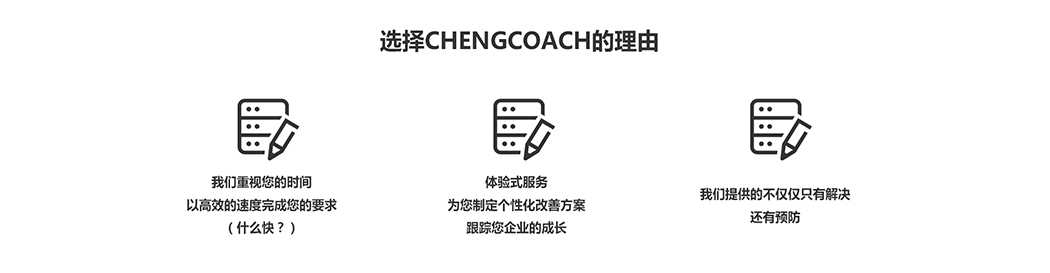 选择CHENGCOACH的理由
我们重视您的时间
以高效的速度完成您的要求
（什么快？）
体验式服务
为您制定个性化改善方案
跟踪您企业的成长
我们提供的不仅仅只有解决
还有预防